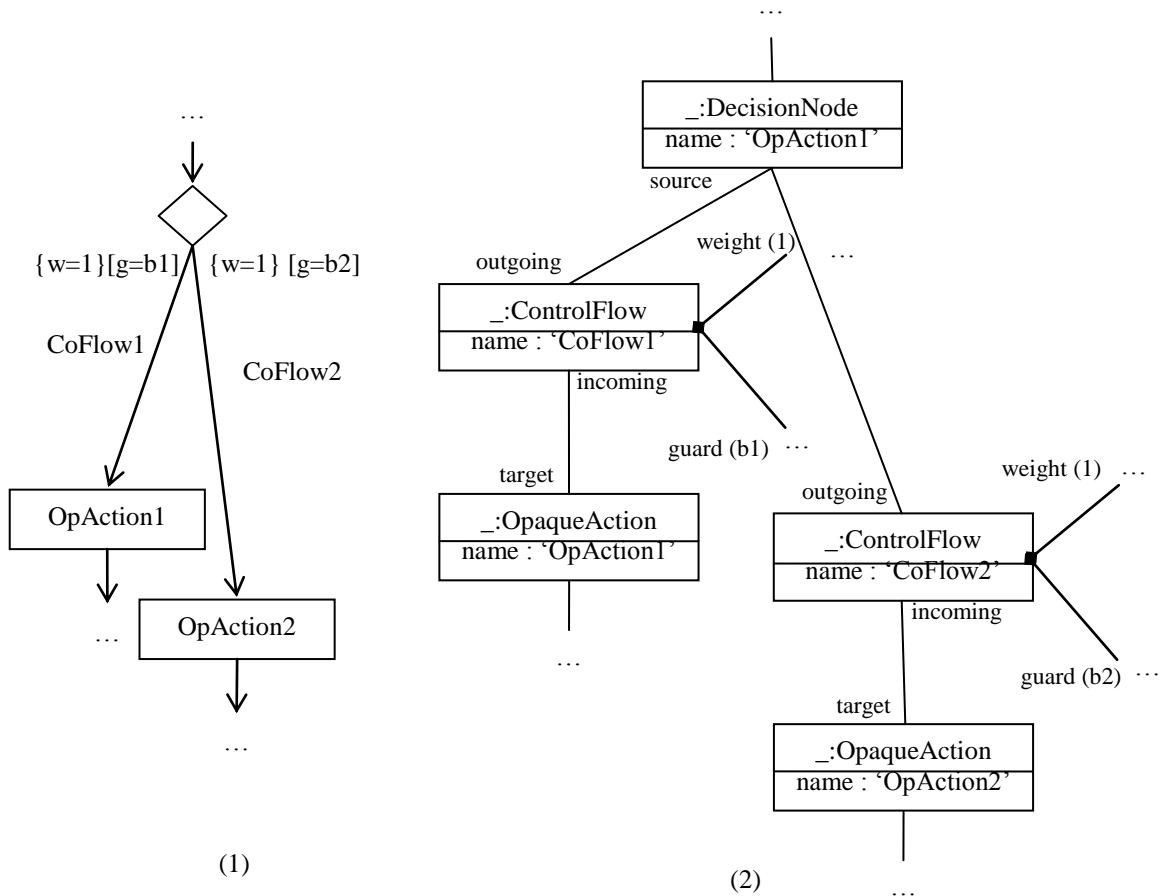 …
{w=1}[g=b1] {w=1} [g=b2]
CoFlow1
CoFlow2
OpAction1
…
OpAction2
…
(1)
…
_:DecisionNode
name : ‘OpAction1’
source
weight (1) …
outgoing
_:ControlFlow
name : ‘CoFlow1’
incoming
guard (b1) …
target
_:OpaqueAction
name : ‘OpAction1’
…
weight (1) …
outgoing
_:ControlFlow
name : ‘CoFlow2’
incoming
guard (b2) …
target
_:OpaqueAction
name : ‘OpAction2’
…
(2)